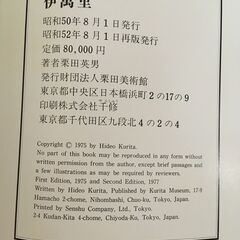 伊萬里
昭和50年8月1日発行
昭和52年8月1日再版発行
定価 80,000 円
著者栗田英男
発行財団法人栗田美術館
東京都中央区日本橋浜町2の17の9
印刷株式会社千修
東京都千代田区九段北4の2の4
Copyright © 1975 by Hideo Kurita.
No part of this book may be reproduced in any form without
written permission from the author, except brief passages and
a few illustrations as may be required by reviewers.
First Edition, 1975 and Second Edition, 1977
Written by Hideo Kurita, Published by Kurita Museum, 17-9
Hamacho 2-chome, Nihombashi, Chuo-ku, Tokyo, Japan.
Printed by Senshu Company, Ltd., Tokyo, Japan.
2-4 Kudan-Kita 4-chome, Chiyoda-Ku, Tokyo, Japan.